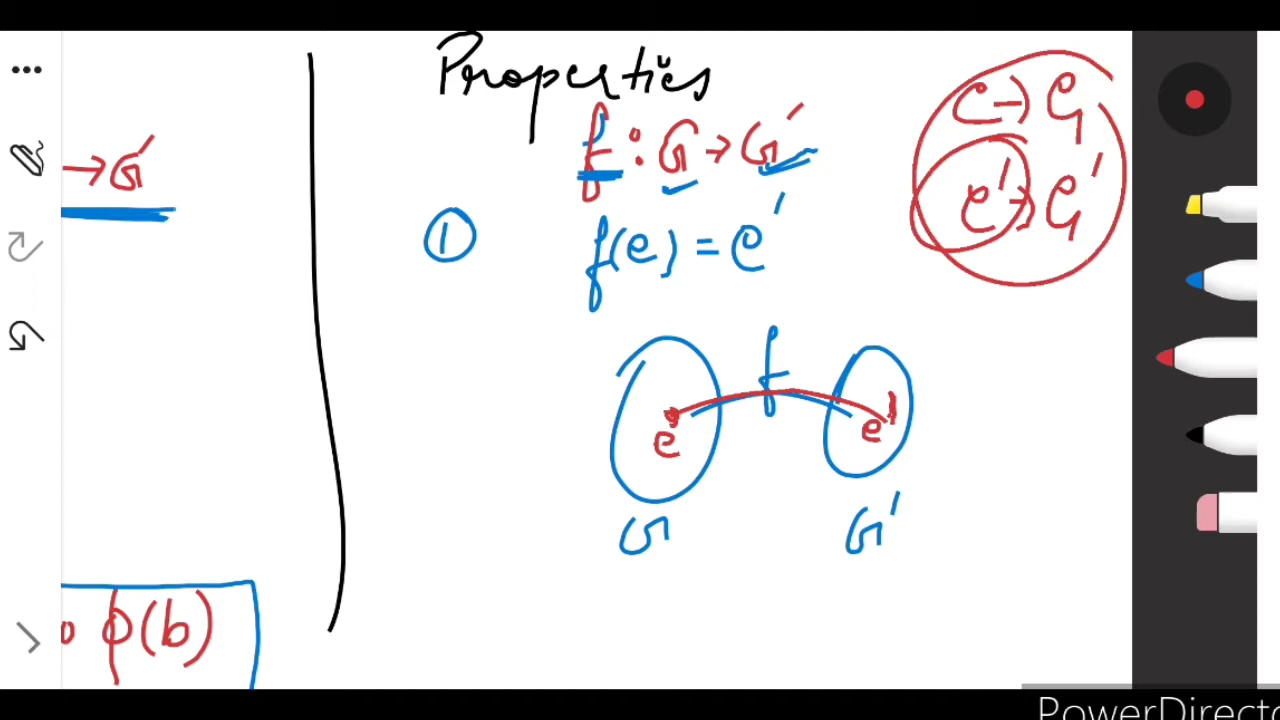 Properties
f : G → G'
e → G
e' → G'
→ G'
① f(e) = e'
f
e e'
G G'
o φ(b)
PowerDirecto